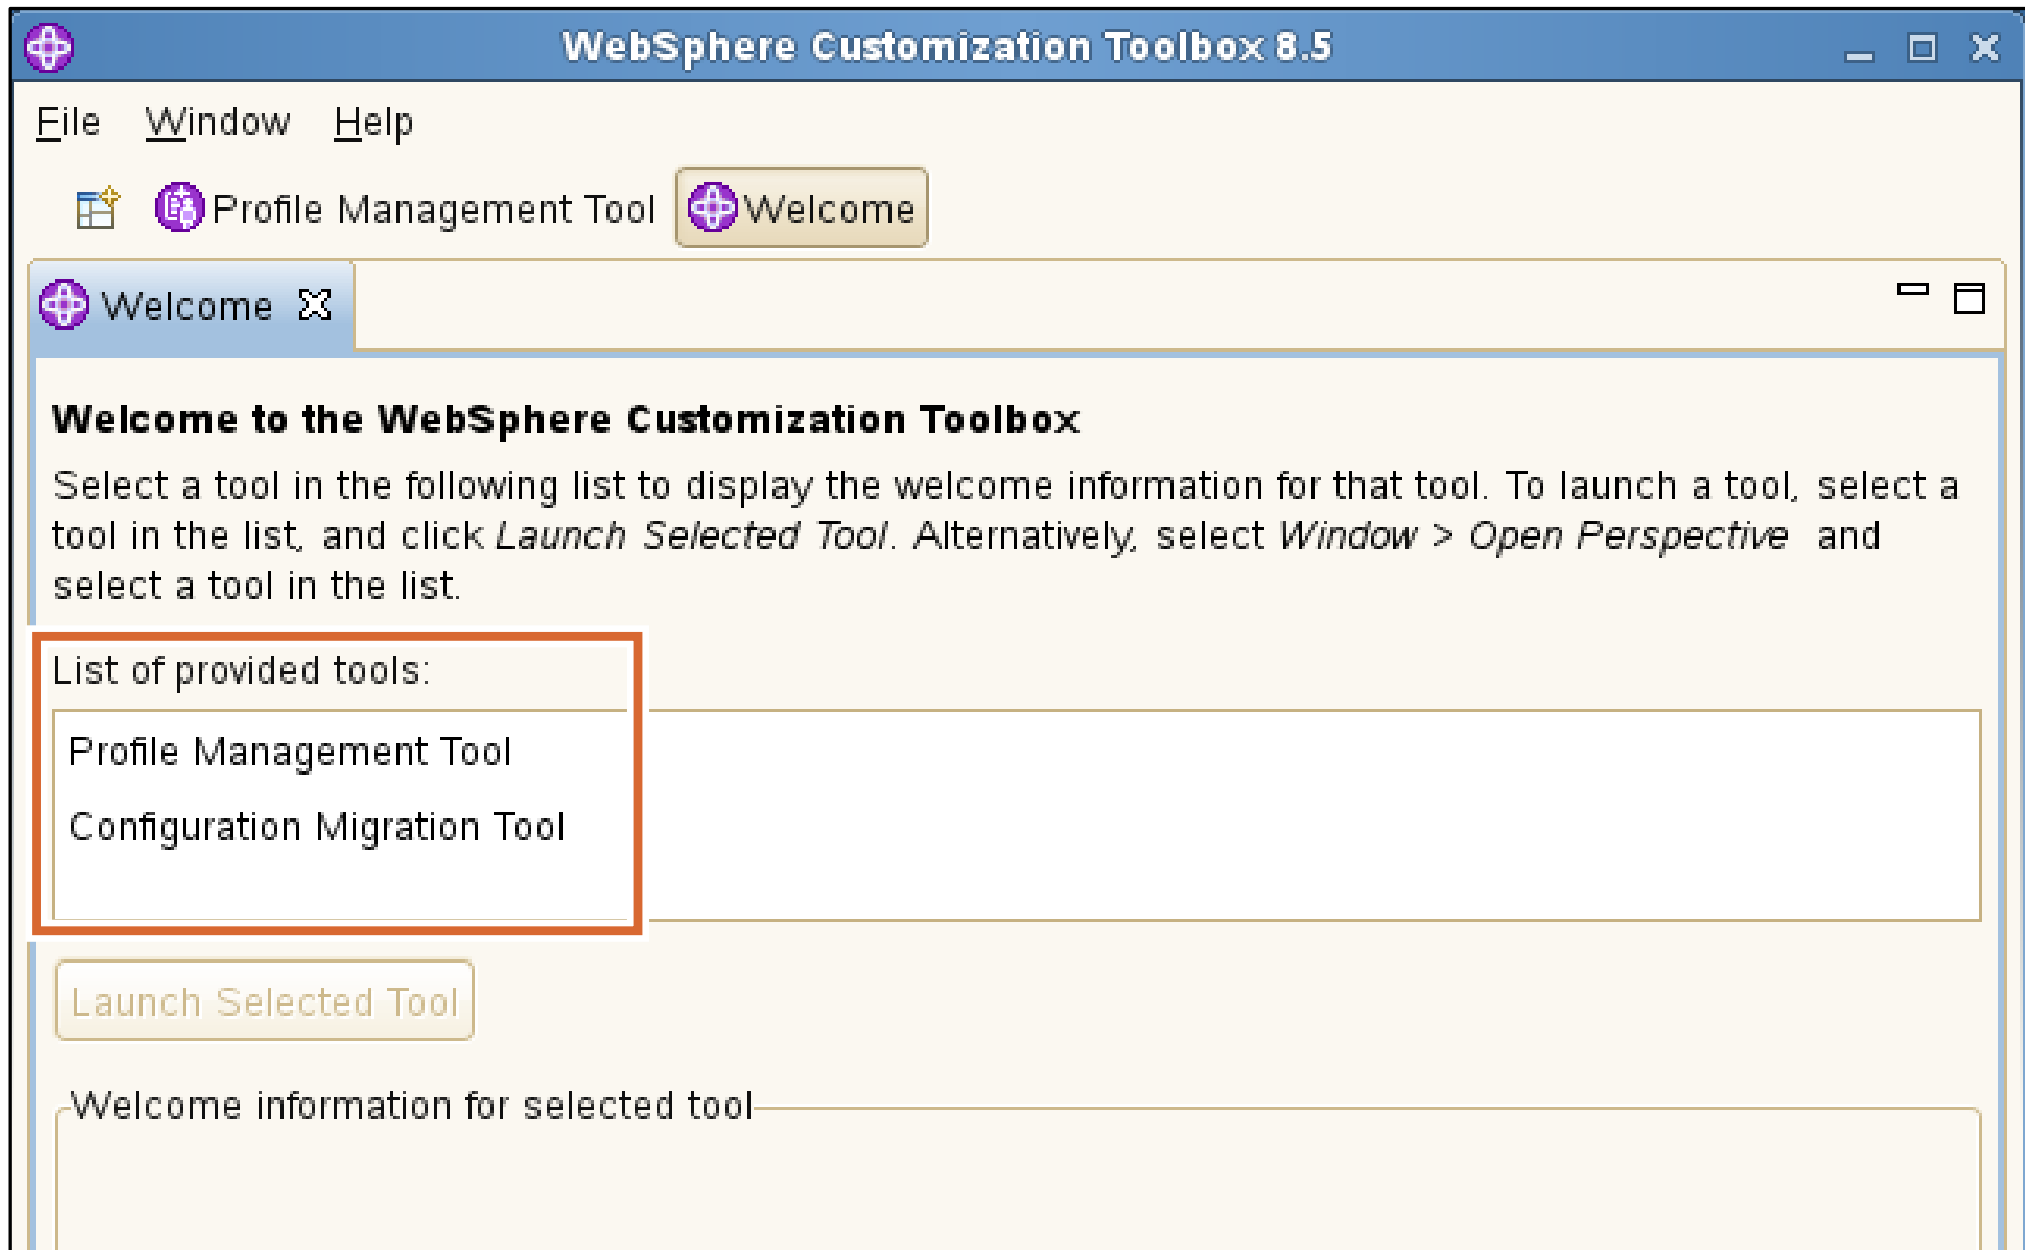 WebSphere Customization Toolbox 8.5
File Window Help
Profile Management Tool Welcome
Welcome
Welcome to the WebSphere Customization Toolbox
Select a tool in the following list to display the welcome information for that tool. To launch a tool, select a
tool in the list, and click Launch Selected Tool. Alternatively, select Window > Open Perspective and
select a tool in the list.
List of provided tools:
Profile Management Tool
Configuration Migration Tool
Launch Selected Tool
Welcome information for selected tool